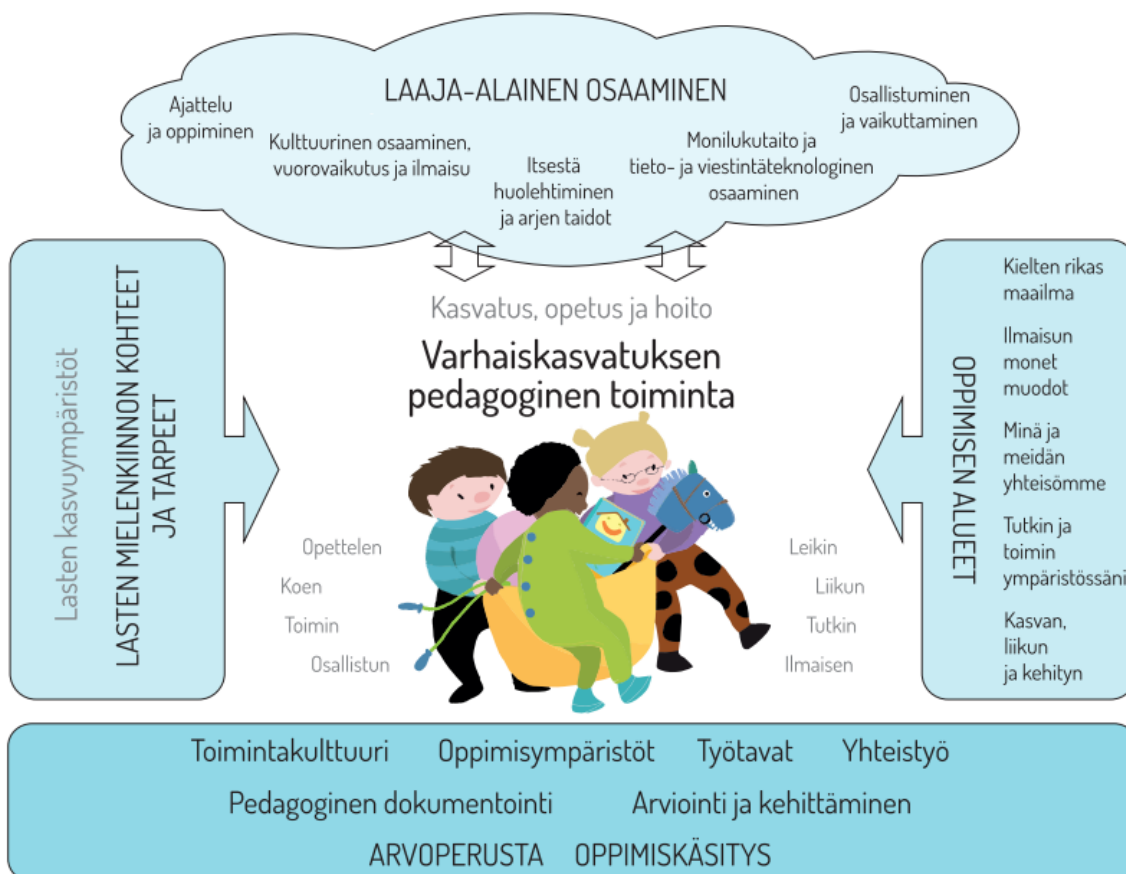 LAAJA-ALAINEN OSAAMINEN
Ajattelu
ja oppiminen
Kulttuurinen osaaminen,
vuorovaikutus ja ilmaisu
Itsestä
huolehtiminen
ja arjen taidot
Monilukutaito ja
tieto- ja viestintäteknologinen
osaaminen
Osallistuminen
ja vaikuttaminen
Lasten kasvuympäristöt
LASTEN MIELENKIINNON KOHTEET
JA TARPEET
Kasvatus, opetus ja hoito
Varhaiskasvatuksen
pedagoginen toiminta
Opettelen
Koen
Toimin
Osallistun
Leikin
Liikun
Tutkin
Ilmaisen
OPPIMISEN ALUEET
Kielten rikas
maailma
Ilmaisun
monet
muodot
Minä ja
meidän
yhteisömme
Tutkin ja
toimin
ympäristössäni
Kasvan,
liikun
ja kehityn
Toimintakulttuuri Oppimisympäristöt Työtavat Yhteistyö
Pedagoginen dokumentointi Arviointi ja kehittäminen
ARVOPERUSTA OPPIMISKÄSITYS